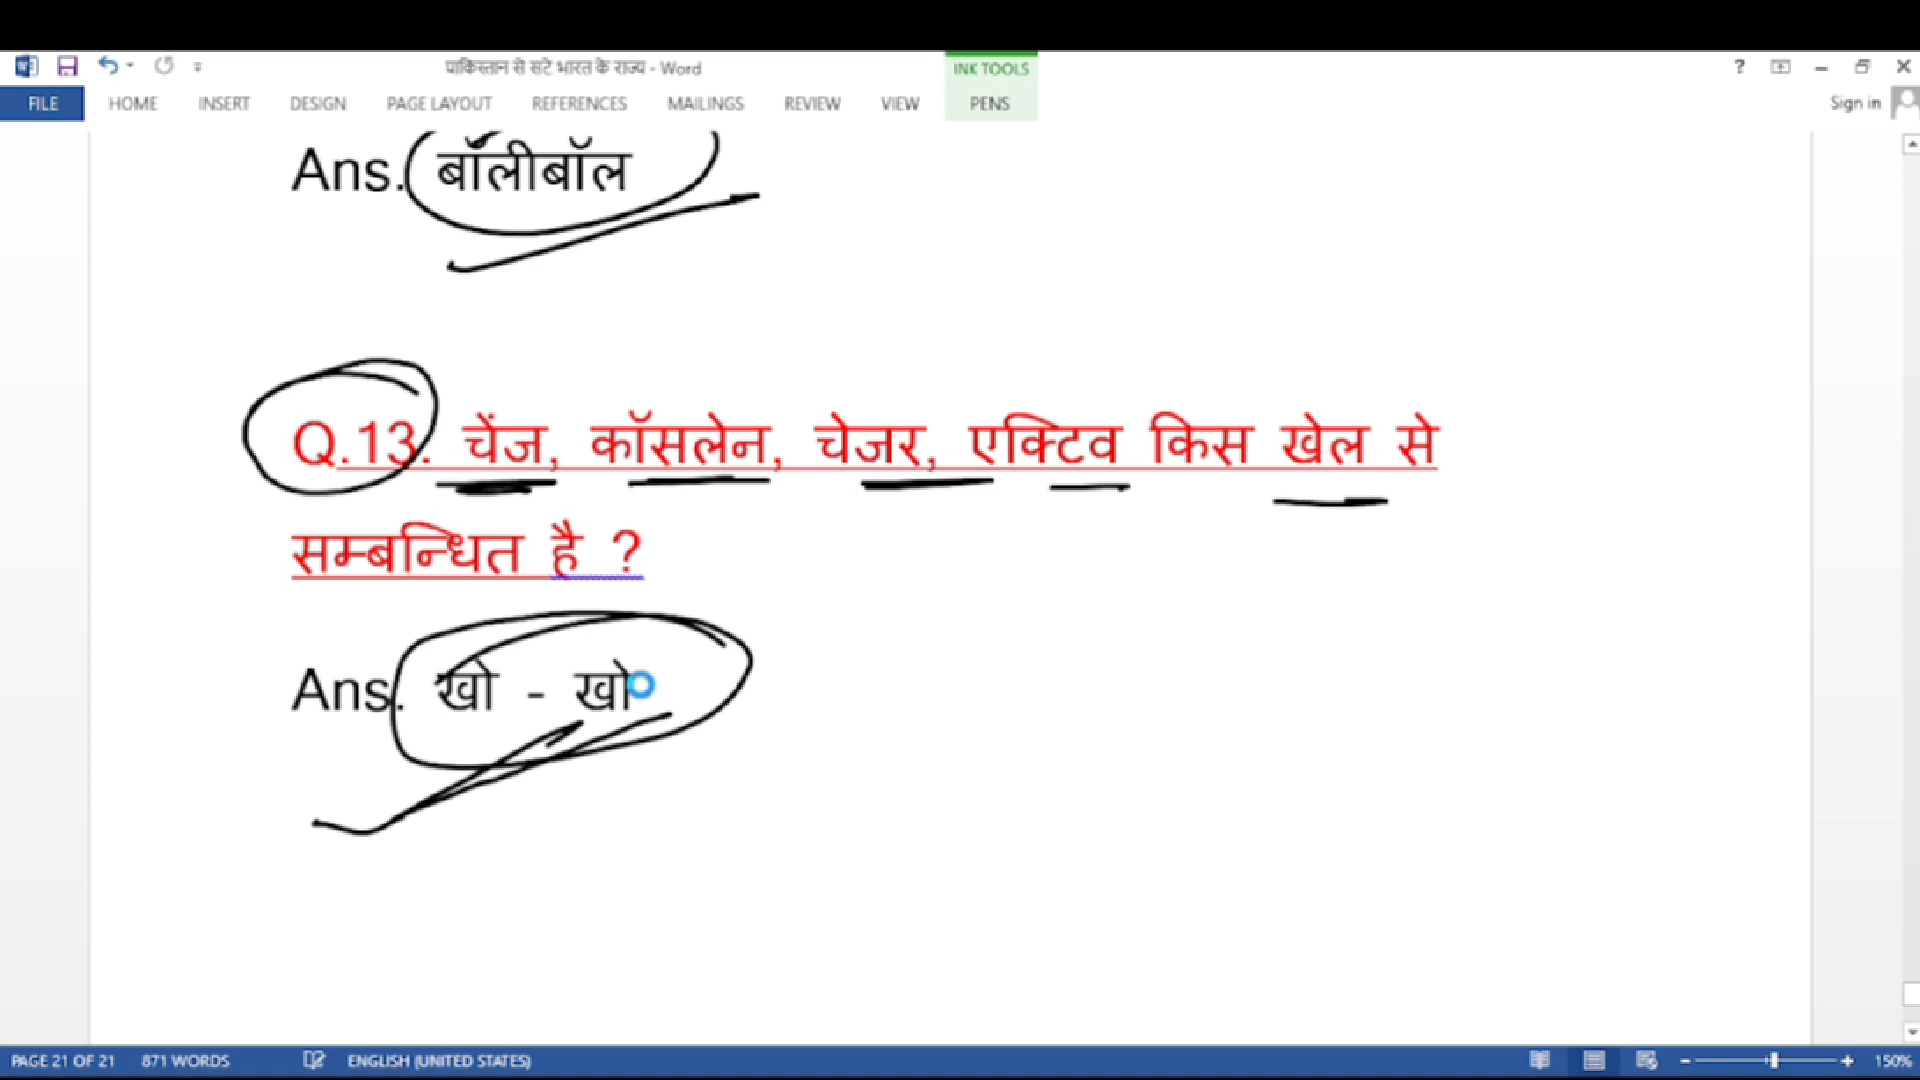 पाकिस्तान से सटे भारत के राज्य - Word
INK TOOLS
?
FILE HOME INSERT DESIGN PAGE LAYOUT REFERENCES MAILINGS REVIEW VIEW PENS
Sign in
Ans. बॉलीबॉल
Q.13. चेंज, कॉसलेन, चेजर, एक्टिव किस खेल से
सम्बन्धित है ?
Ans. खो - खो
PAGE 21 OF 21 871 WORDS ENGLISH (UNITED STATES) 150%